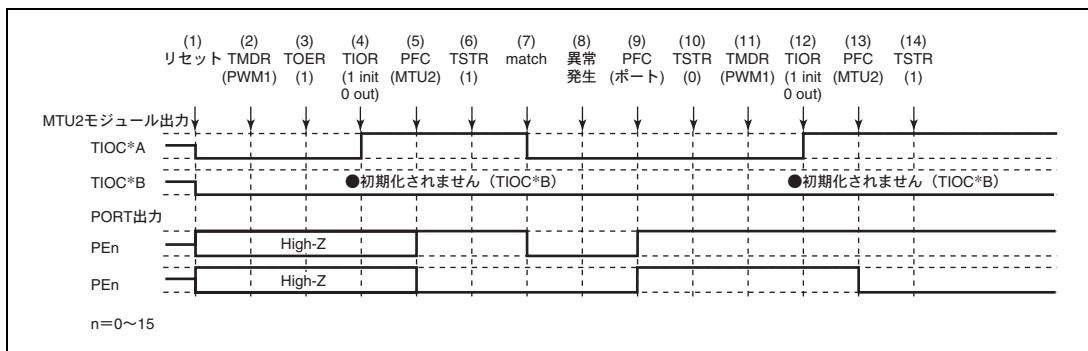 (1) (2) (3) (4) (5) (6) (7) (8) (9) (10) (11) (12) (13) (14)
リセット TMDR TOER TIOR PFC TSTR match 異常 PFC TSTR TMDR TIOR PFC TSTR
(PWM1) (1) (1 init (MTU2) (1) 発生 (ポート) (0) (PWM1) (1 init (MTU2) (1)
0 out) 0 out)
MTU2モジュール出力
TIOC*A
TIOC*B ●初期化されません（TIOC*B） ●初期化されません（TIOC*B）
PORT出力
PEn High-Z
PEn High-Z
n＝0～15